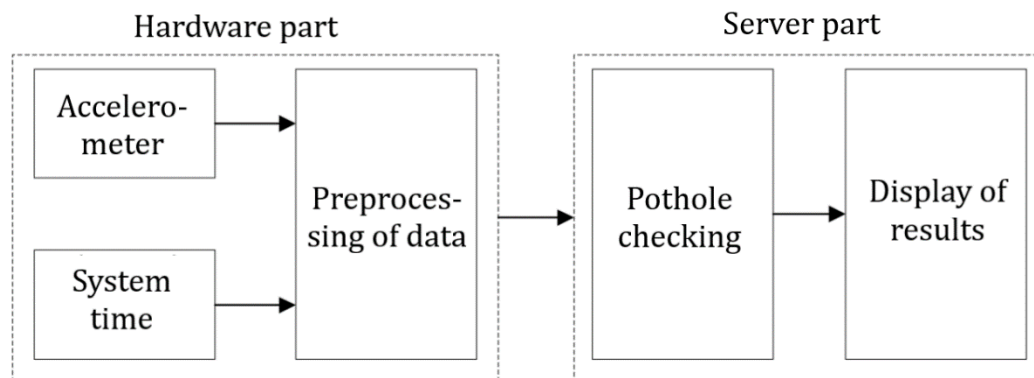 Hardware part
Server part
Accelero-
meter
System
time
Preproces-
sing of data
Pothole
checking
Display of
results